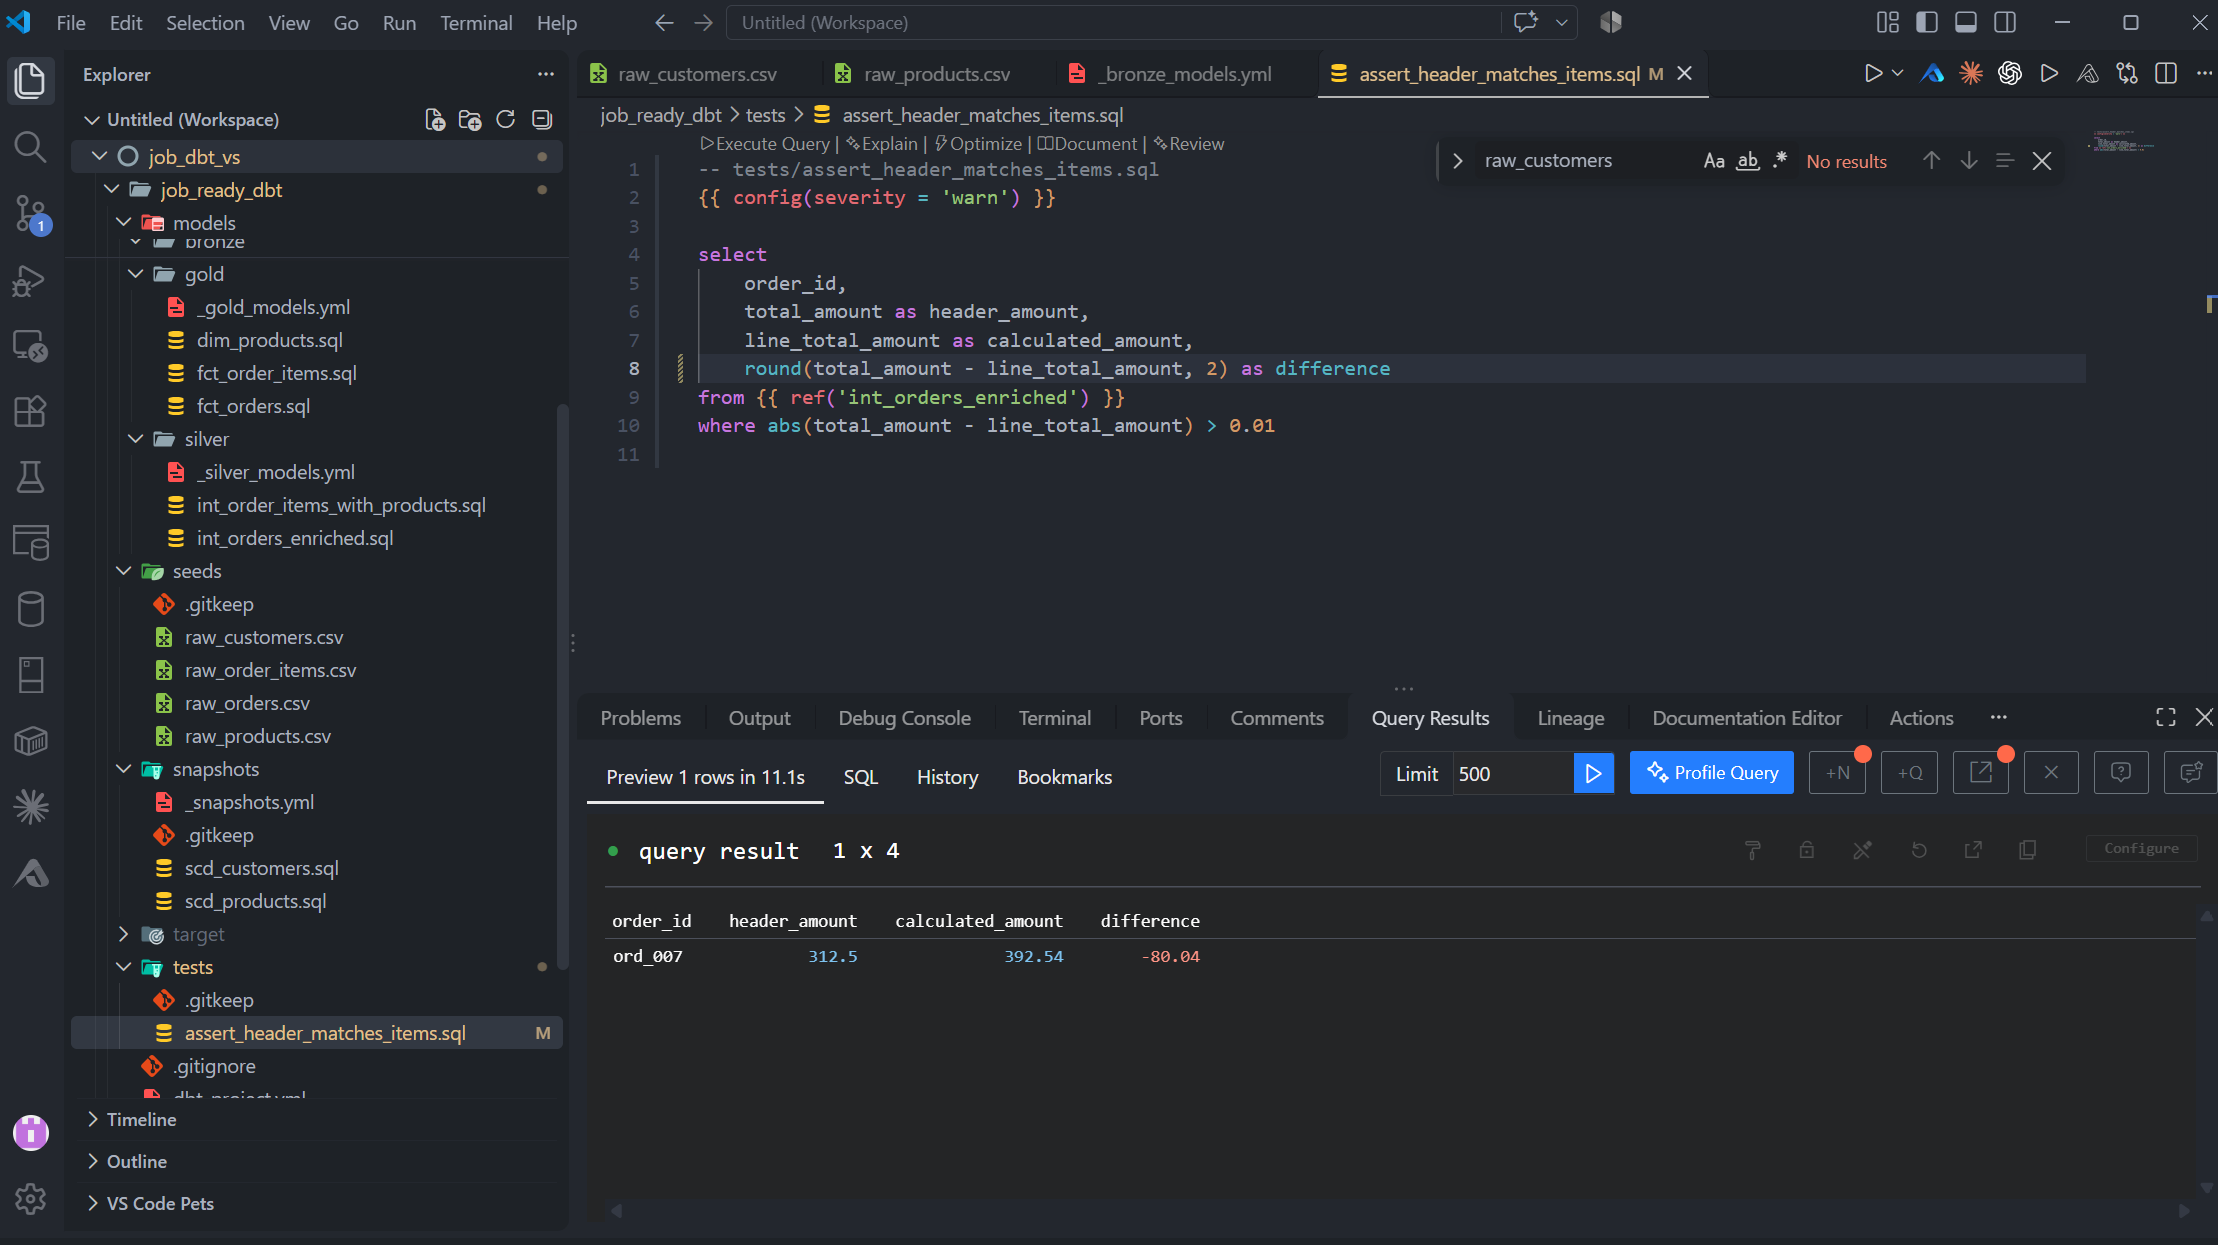 File Edit Selection View Go Run Terminal Help
Untitled (Workspace)
Explorer
Untitled (Workspace)
job_dbt_vs
job_ready_dbt
models
bronze
gold
_gold_models.yml
dim_products.sql
fct_order_items.sql
fct_orders.sql
silver
_silver_models.yml
int_order_items_with_products.sql
int_orders_enriched.sql
seeds
.gitkeep
raw_customers.csv
raw_order_items.csv
raw_orders.csv
raw_products.csv
snapshots
_snapshots.yml
.gitkeep
scd_customers.sql
scd_products.sql
target
tests
.gitkeep
assert_header_matches_items.sql M
.gitignore
dbt_project.yml
Timeline
Outline
VS Code Pets
1
raw_customers.csv raw_products.csv _bronze_models.yml assert_header_matches_items.sql M
job_ready_dbt > tests > assert_header_matches_items.sql
Execute Query | Explain | Optimize | Document | Review
raw_customers Aa ab .* No results
1 -- tests/assert_header_matches_items.sql
2 {{ config(severity = 'warn') }}
3
4 select
5 order_id,
6 total_amount as header_amount,
7 line_total_amount as calculated_amount,
8 round(total_amount - line_total_amount, 2) as difference
9 from {{ ref('int_orders_enriched') }}
10 where abs(total_amount - line_total_amount) > 0.01
11
Problems Output Debug Console Terminal Ports Comments Query Results Lineage Documentation Editor Actions
Preview 1 rows in 11.1s SQL History Bookmarks Limit 500 Profile Query +N +Q
query result 1 x 4 Configure
order_id header_amount calculated_amount difference
ord_007 312.5 392.54 -80.04